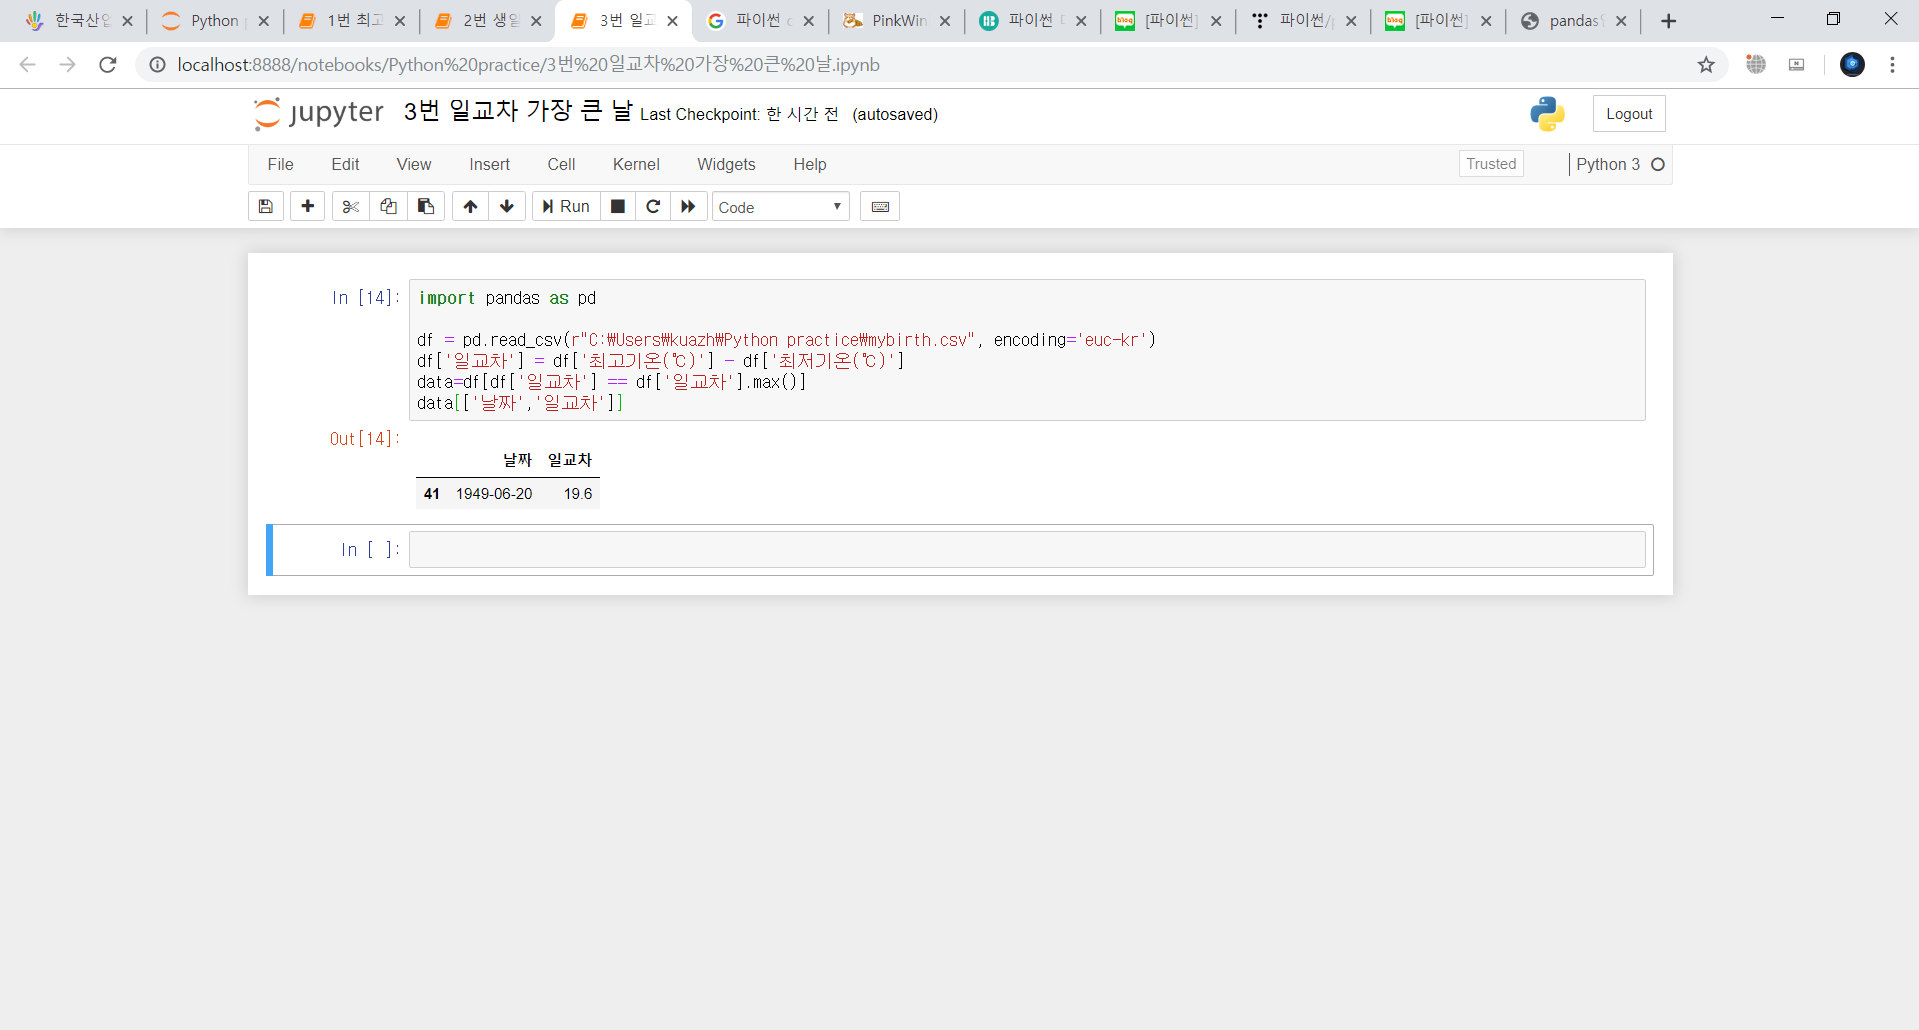 한국산업
Python
1번 최고
2번 생일
3번 일교
파이썬
PinkWin
파이썬
[파이썬]
파이썬/
[파이썬]
pandas
localhost:8888/notebooks/Python%20practice/3번%20일교차%20가장%20큰%20날.ipynb
jupyter 3번 일교차 가장 큰 날 Last Checkpoint: 한 시간 전 (autosaved)
Logout
File Edit View Insert Cell Kernel Widgets Help
Trusted Python 3
Run Code
In [14]:
import pandas as pd
df = pd.read_csv(r"C:₩Users₩kuazh₩Python practice₩mybirth.csv", encoding='euc-kr')
df['일교차'] = df['최고기온(℃)'] - df['최저기온(℃)']
data=df[df['일교차'] == df['일교차'].max()]
data[['날짜','일교차']]
Out[14]:
날짜 일교차
41 1949-06-20 19.6
In [ ]: